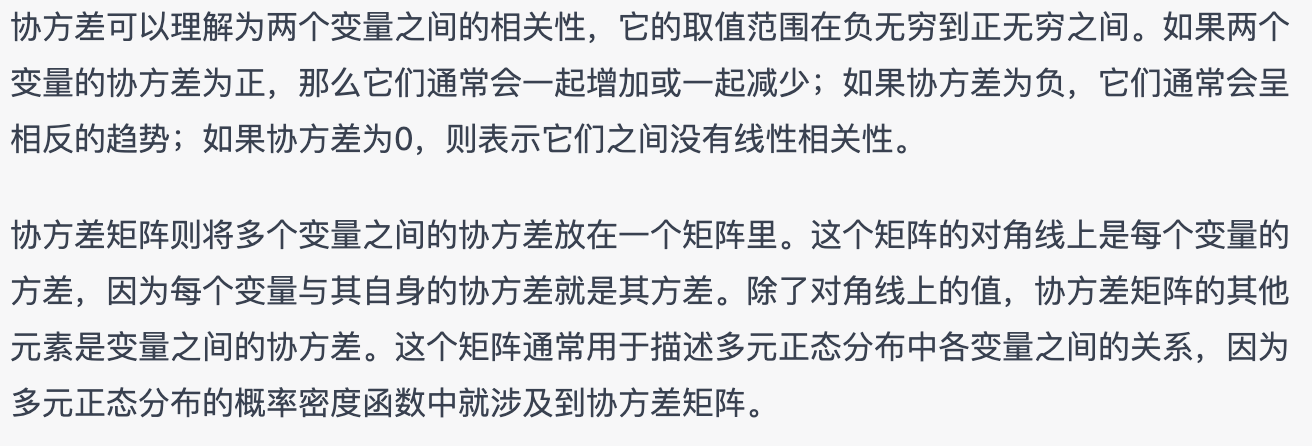 协方差可以理解为两个变量之间的相关性，它的取值范围在负无穷到正无穷之间。如果两个
变量的协方差为正，那么它们通常会一起增加或一起减少；如果协方差为负，它们通常会呈
相反的趋势；如果协方差为0，则表示它们之间没有线性相关性。
协方差矩阵则将多个变量之间的协方差放在一个矩阵里。这个矩阵的对角线上是每个变量的
方差，因为每个变量与其自身的协方差就是其方差。除了对角线上的值，协方差矩阵的其他
元素是变量之间的协方差。这个矩阵通常用于描述多元正态分布中各变量之间的关系，因为
多元正态分布的概率密度函数中就涉及到协方差矩阵。